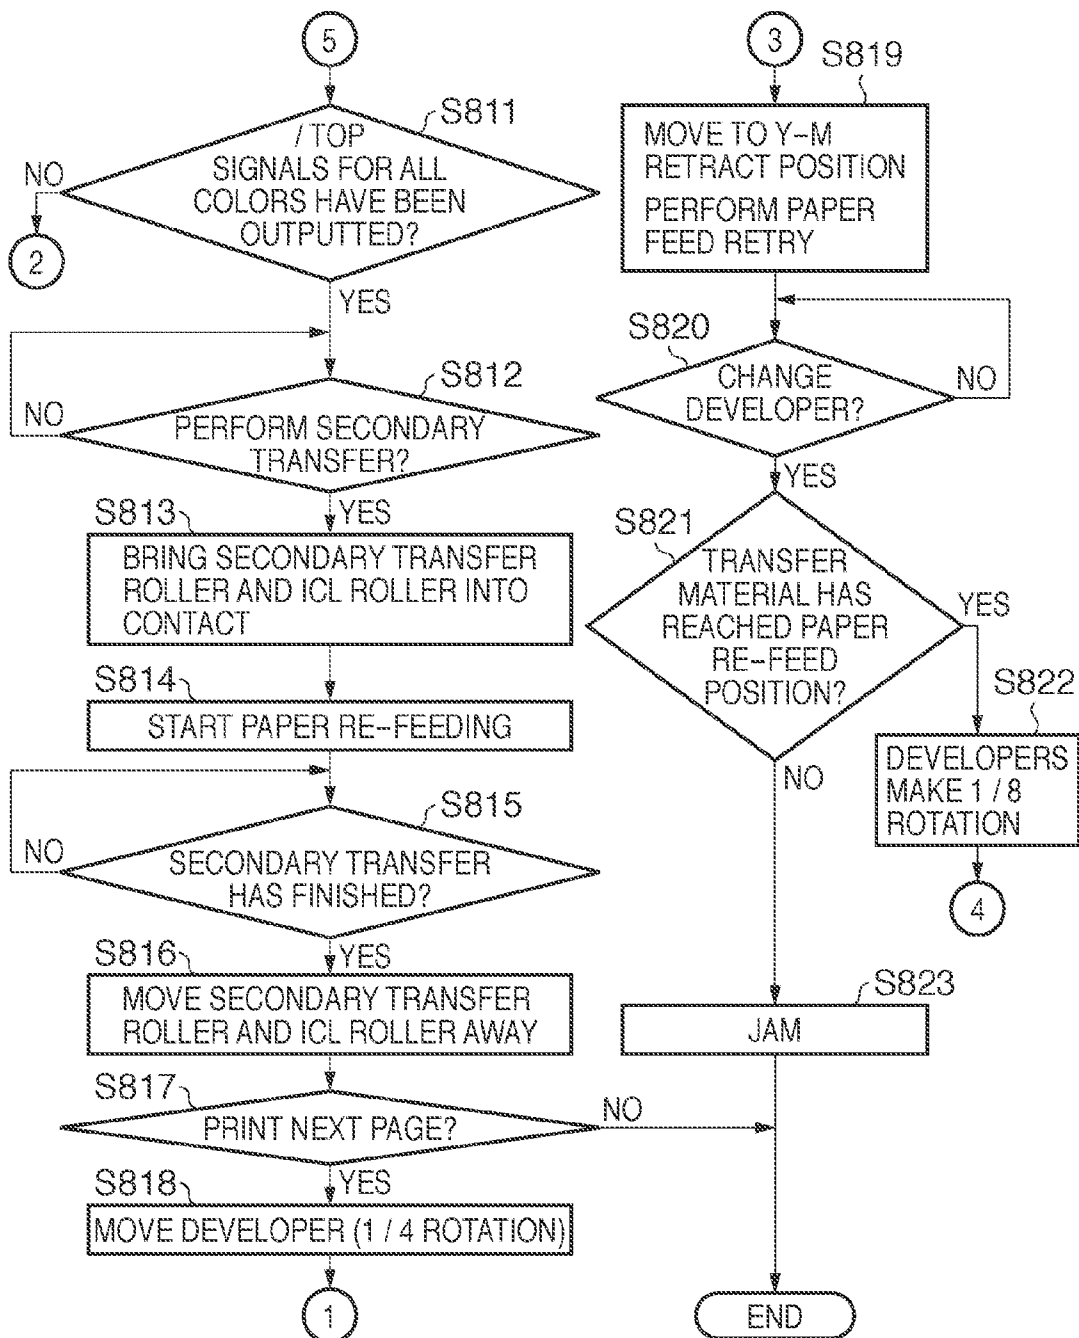 5
S811
/ TOP
SIGNALS FOR ALL
COLORS HAVE BEEN
OUTPUTTED?
NO
2
YES
S812
NO
PERFORM SECONDARY
TRANSFER?
YES
S813
BRING SECONDARY TRANSFER
ROLLER AND ICL ROLLER INTO
CONTACT
S814
START PAPER RE-FEEDING
S815
NO
SECONDARY TRANSFER
HAS FINISHED?
YES
S816
MOVE SECONDARY TRANSFER
ROLLER AND ICL ROLLER AWAY
S817
PRINT NEXT PAGE?
NO
YES
S818
MOVE DEVELOPER (1 / 4 ROTATION)
1
3
S819
MOVE TO Y-M
RETRACT POSITION
PERFORM PAPER
FEED RETRY
S820
CHANGE
DEVELOPER?
NO
YES
S821
TRANSFER
MATERIAL HAS
REACHED PAPER
RE-FEED
POSITION?
YES
S822
DEVELOPERS
MAKE 1 / 8
ROTATION
4
NO
S823
JAM
END